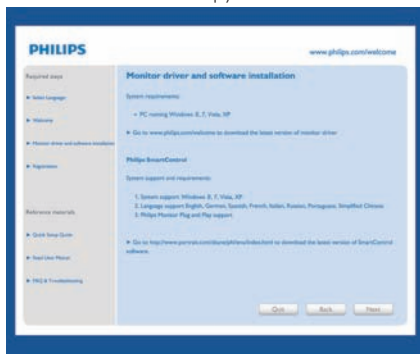 PHILIPS
www.philips.com/welcome
Required steps
Select Language
Welcome
Monitor driver and software installation
Registration
Reference materials
Quick Setup Guide
Read User Manual
FAQ & Troubleshooting
Monitor driver and software installation
System requirements:
• PC running Windows 8, 7, Vista, XP
Go to www.philips.com/welcome to download the latest version of monitor driver
Philips SmartControl
System support and requirements:
1. System support Windows 8, 7, Vista, XP
2. Language support English, German, Spanish, French, Italian, Russian, Portuguese, Simplified Chinese
3. Philips Monitor Plug and Play support
Go to to download the latest version of SmartControl
software.
Quit
Back
Next